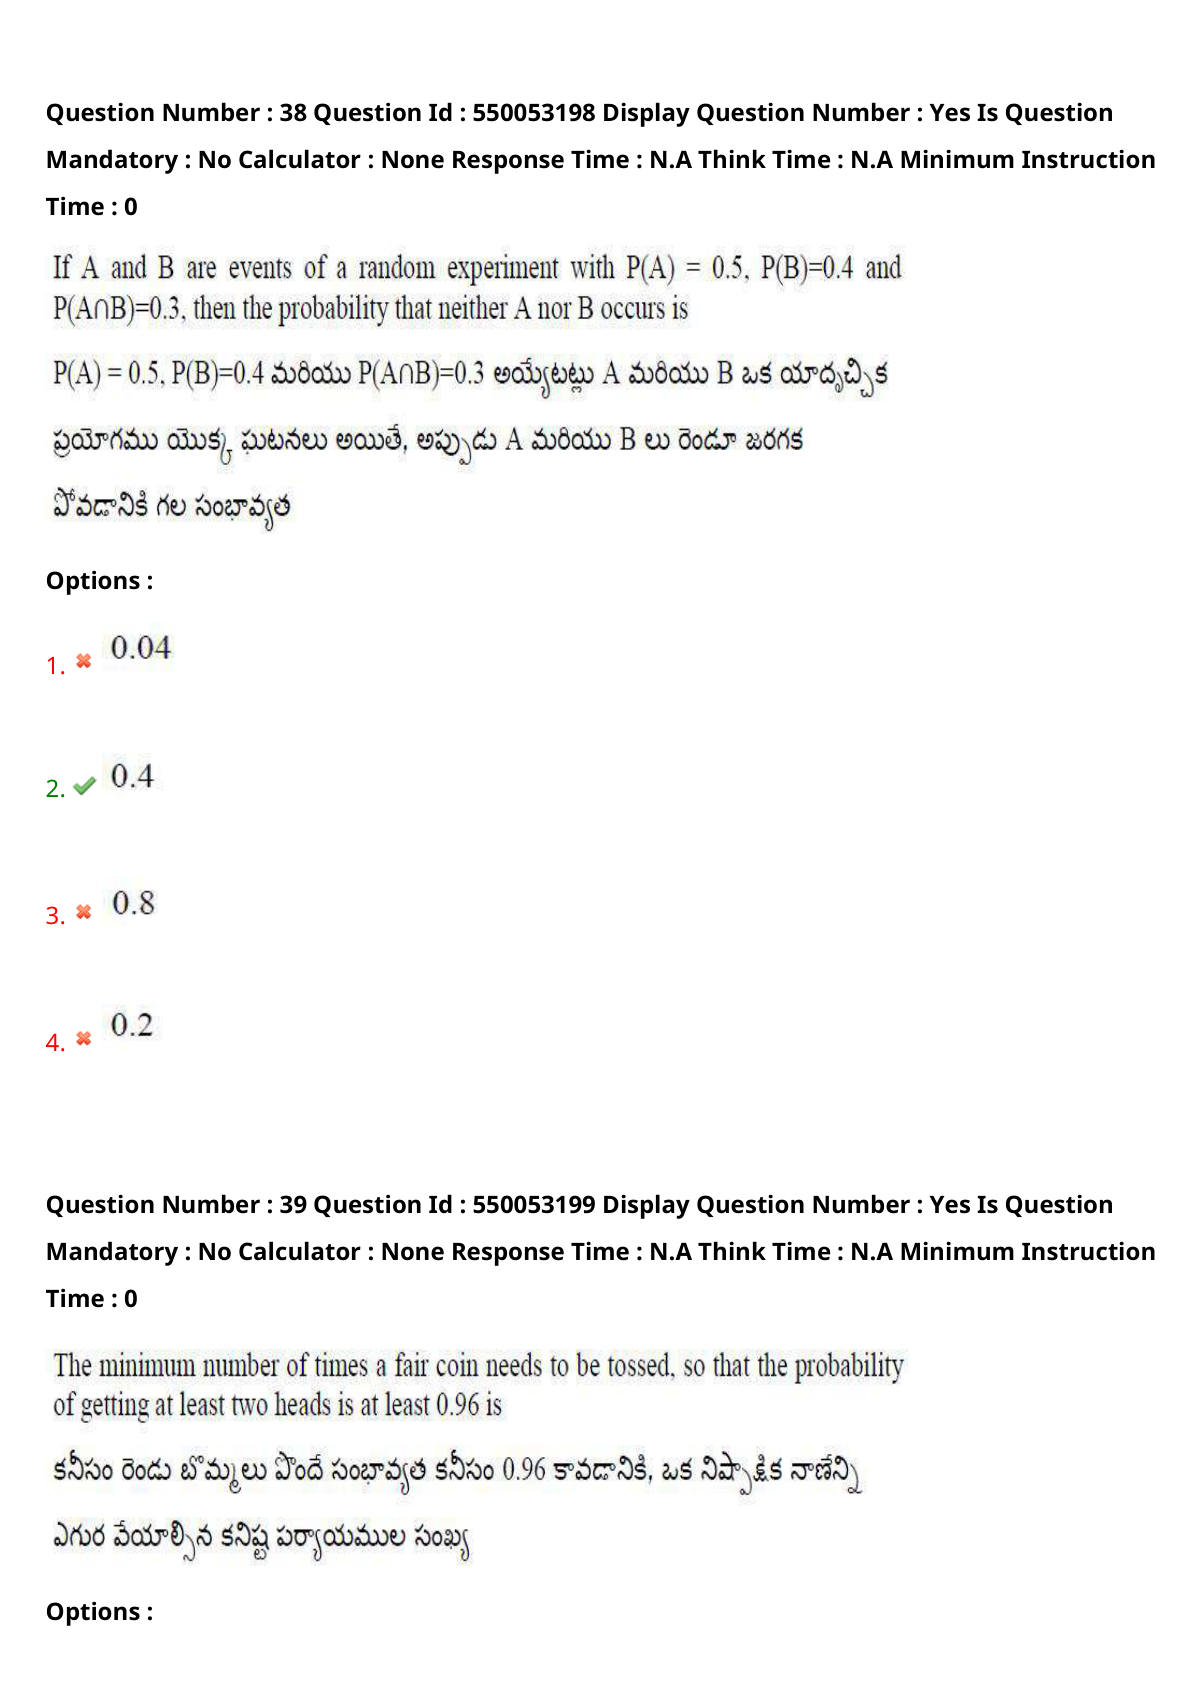 Question Number : 38 Question Id : 550053198 Display Question Number : Yes Is Question
Mandatory : No Calculator : None Response Time : N.A Think Time : N.A Minimum Instruction
Time : 0
If A and B are events of a random experiment with P(A) = 0.5, P(B)=0.4 and
P(A∩B)=0.3, then the probability that neither A nor B occurs is
P(A) = 0.5, P(B)=0.4 మరియు P(A∩B)=0.3 అయ్యేటట్లు A మరియు B ఒక యాదృచ్ఛిక
ప్రయోగము యొక్క ఘటనలు అయితే, అప్పుడు A మరియు B లు రెండూ జరగక
పోవడానికి గల సంభావ్యత
Options :
1. 0.04
2. 0.4
3. 0.8
4. 0.2
Question Number : 39 Question Id : 550053199 Display Question Number : Yes Is Question
Mandatory : No Calculator : None Response Time : N.A Think Time : N.A Minimum Instruction
Time : 0
The minimum number of times a fair coin needs to be tossed, so that the probability
of getting at least two heads is at least 0.96 is
కనీసం రెండు బొమ్మలు పొందే సంభావ్యత కనీసం 0.96 కావడానికి, ఒక నిష్పాక్షిక నాణేన్ని
ఎగుర వేయాల్సిన కనిష్ట పర్యాయముల సంఖ్య
Options :